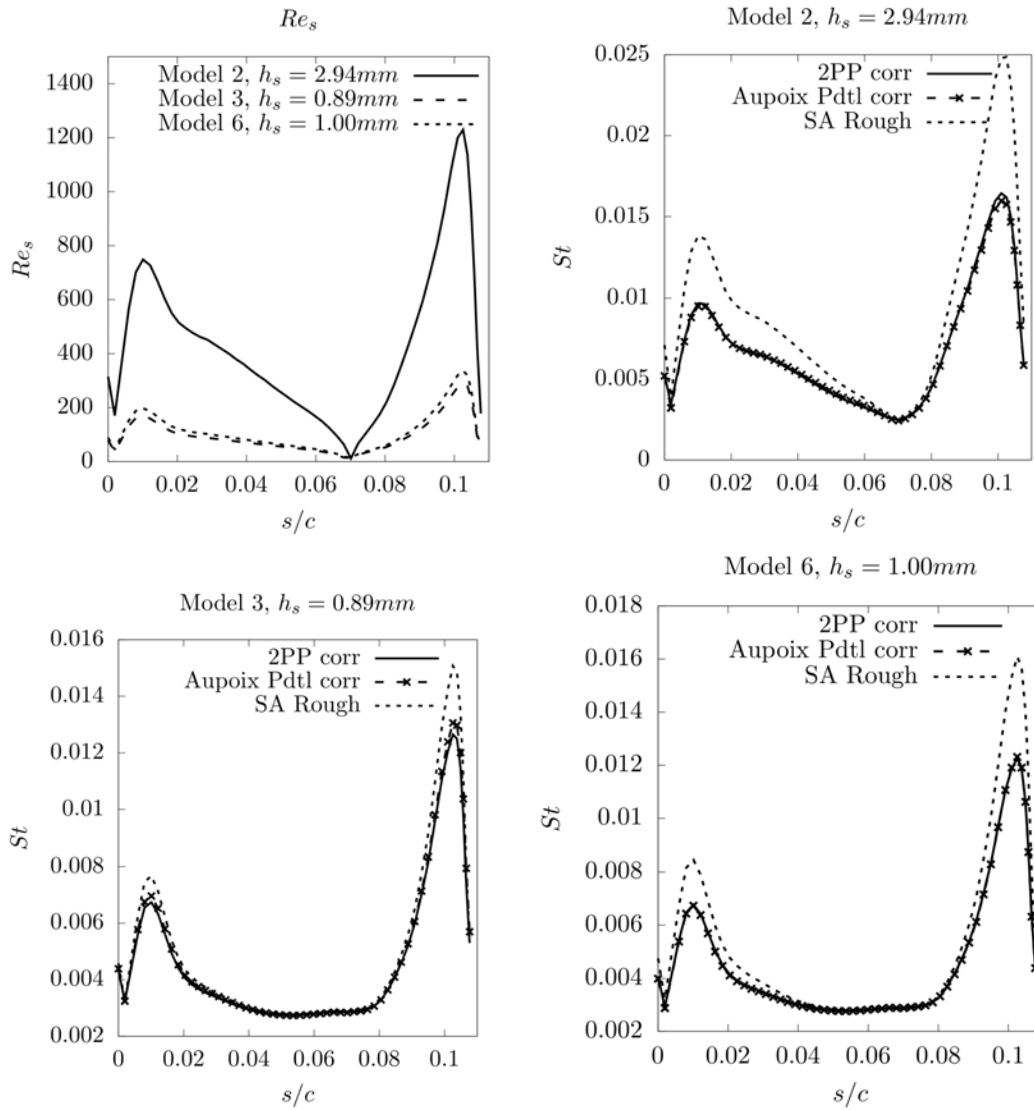 Re_s
Model 2, h_s = 2.94mm
Model 3, h_s = 0.89mm
Model 6, h_s = 1.00mm
1400
1200
1000
800
600
400
200
0
Re_s
0 0.02 0.04 0.06 0.08 0.1
s/c
Model 2, h_s = 2.94mm
2PP corr
Aupoix Pdtl corr
SA Rough
0.025
0.02
0.015
0.01
0.005
0
St
0 0.02 0.04 0.06 0.08 0.1
s/c
Model 3, h_s = 0.89mm
2PP corr
Aupoix Pdtl corr
SA Rough
0.016
0.014
0.012
0.01
0.008
0.006
0.004
0.002
St
0 0.02 0.04 0.06 0.08 0.1
s/c
Model 6, h_s = 1.00mm
2PP corr
Aupoix Pdtl corr
SA Rough
0.018
0.016
0.014
0.012
0.01
0.008
0.006
0.004
0.002
St
0 0.02 0.04 0.06 0.08 0.1
s/c